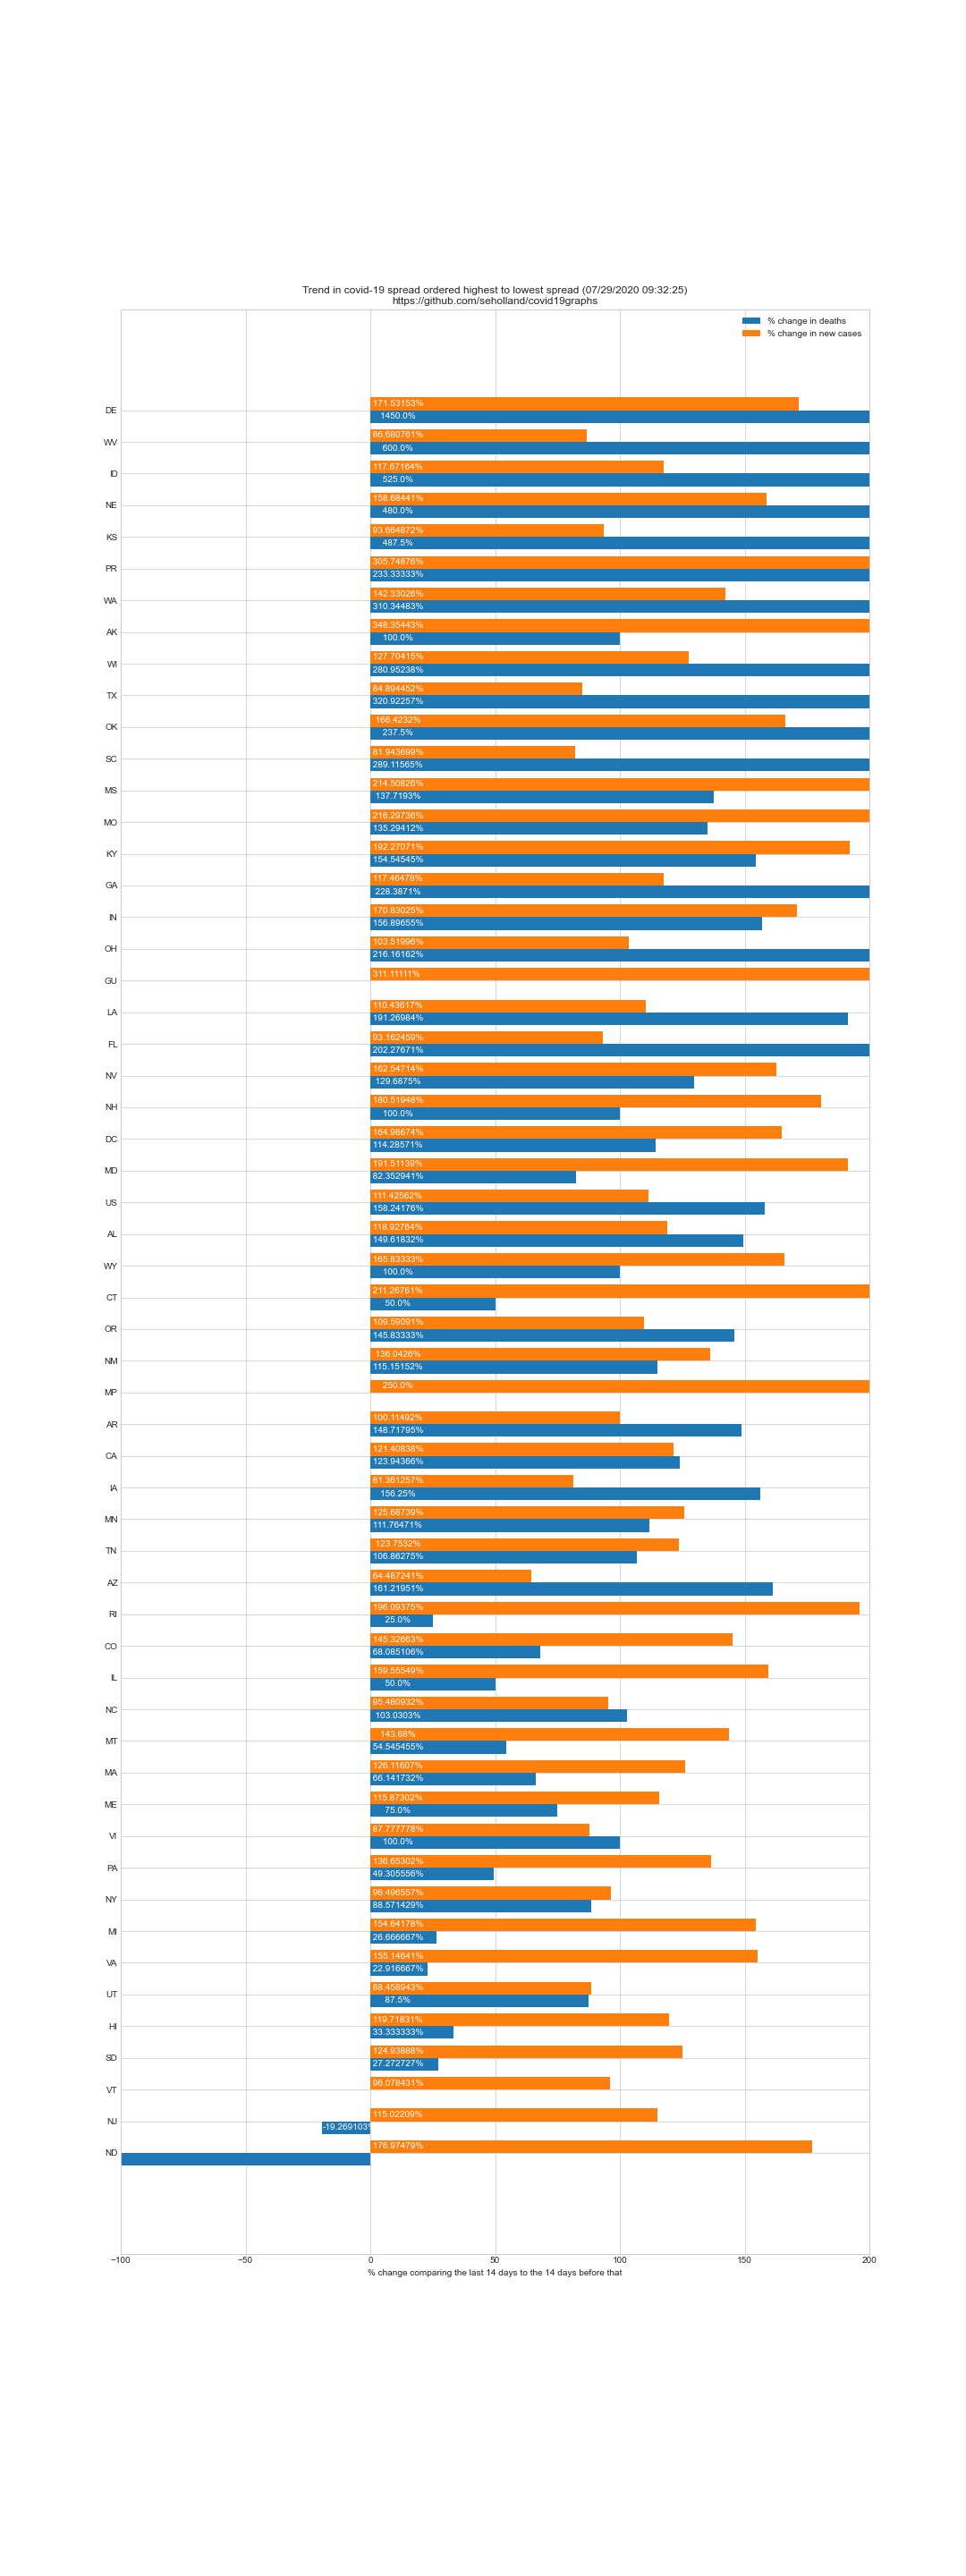 Trend in covid-19 spread ordered highest to lowest spread (07/29/2020 09:32:25)
https://github.com/seholland/covid19graphs
% change in deaths
% change in new cases
171.53153%
DE
1450.0%
86.680761%
WV
600.0%
117.67164%
ID
525.0%
158.68441%
NE
480.0%
93.664872%
KS
487.5%
305.74876%
PR
233.33333%
142.33026%
WA
310.34483%
348.35443%
AK
100.0%
127.70415%
WI
280.95238%
84.894452%
TX
320.92257%
166.4232%
OK
237.5%
81.943699%
SC
289.11565%
214.50826%
MS
137.7193%
216.29736%
MO
135.29412%
192.27071%
KY
154.54545%
117.46478%
GA
228.3871%
170.83025%
IN
156.89655%
103.51996%
OH
216.16162%
311.11111%
GU
110.43617%
LA
191.26984%
93.162459%
FL
202.27671%
162.54714%
NV
129.6875%
180.51948%
NH
100.0%
164.98674%
DC
114.28571%
191.51139%
MD
82.352941%
111.42562%
US
158.24176%
118.92764%
AL
149.61832%
165.83333%
WY
100.0%
211.26761%
CT
50.0%
109.59091%
OR
145.83333%
136.0426%
NM
115.15152%
250.0%
MP
100.11492%
AR
148.71795%
121.40838%
CA
123.94366%
81.361257%
IA
156.25%
125.68739%
MN
111.76471%
123.7532%
TN
106.86275%
64.487241%
AZ
161.21951%
196.09375%
RI
25.0%
145.32663%
CO
68.085106%
159.55549%
IL
50.0%
95.480932%
NC
103.0303%
143.68%
MT
54.545455%
126.11607%
MA
66.141732%
115.87302%
ME
75.0%
87.777778%
VI
100.0%
136.65302%
PA
49.305556%
96.496557%
NY
88.571429%
154.64178%
MI
26.666667%
155.14641%
VA
22.916667%
88.458943%
UT
87.5%
119.71831%
HI
33.333333%
124.93888%
SD
27.272727%
96.078431%
VT
115.02209%
NJ
-19.269103%
176.97479%
ND
−100 −50 0 50 100 150 200
% change comparing the last 14 days to the 14 days before that